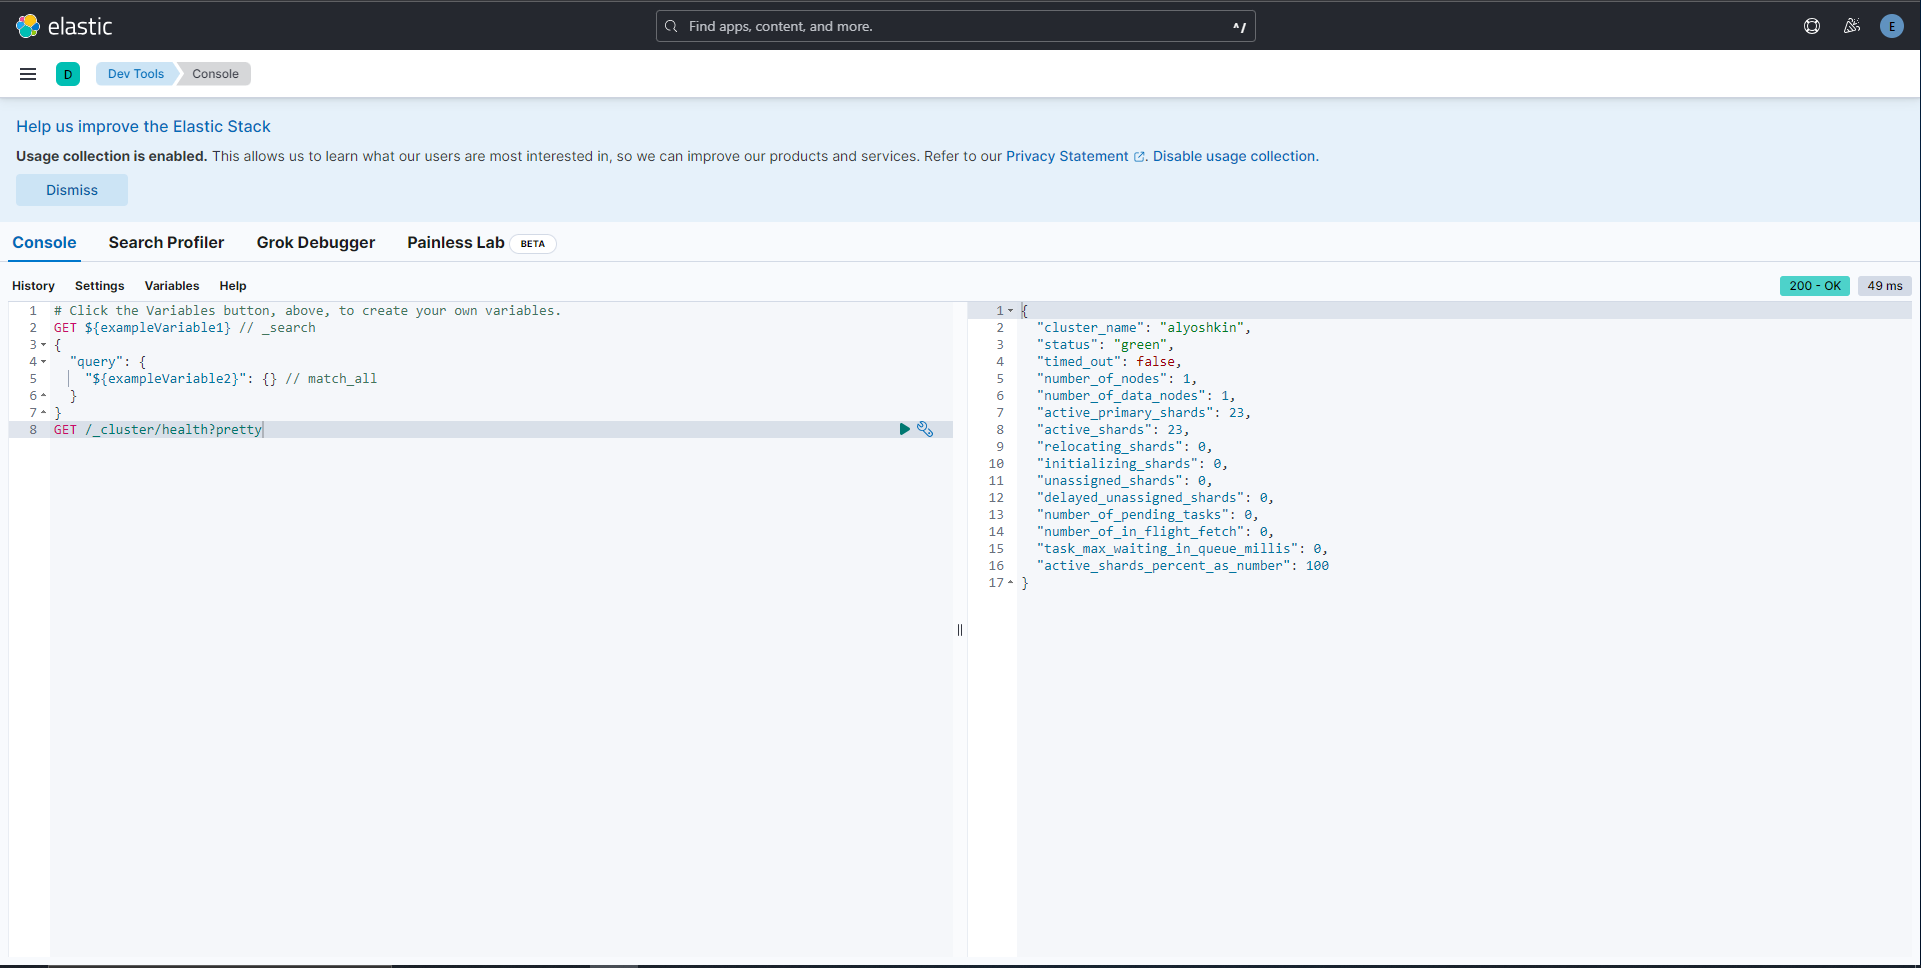 elastic
Find apps, content, and more.
^/
E
D
Dev Tools
Console
Help us improve the Elastic Stack
Usage collection is enabled. This allows us to learn what our users are most interested in, so we can improve our products and services. Refer to our Privacy Statement. Disable usage collection.
Dismiss
Console
Search Profiler
Grok Debugger
Painless Lab BETA
History
Settings
Variables
Help
200 - OK
49 ms
1 # Click the Variables button, above, to create your own variables.
2 GET ${exampleVariable1} // _search
3 {
4 "query": {
5 "${exampleVariable2}": {} // match_all
6 }
7 }
8 GET /_cluster/health?pretty
1 {
2 "cluster_name": "alyoshkin",
3 "status": "green",
4 "timed_out": false,
5 "number_of_nodes": 1,
6 "number_of_data_nodes": 1,
7 "active_primary_shards": 23,
8 "active_shards": 23,
9 "relocating_shards": 0,
10 "initializing_shards": 0,
11 "unassigned_shards": 0,
12 "delayed_unassigned_shards": 0,
13 "number_of_pending_tasks": 0,
14 "number_of_in_flight_fetch": 0,
15 "task_max_waiting_in_queue_millis": 0,
16 "active_shards_percent_as_number": 100
17 }